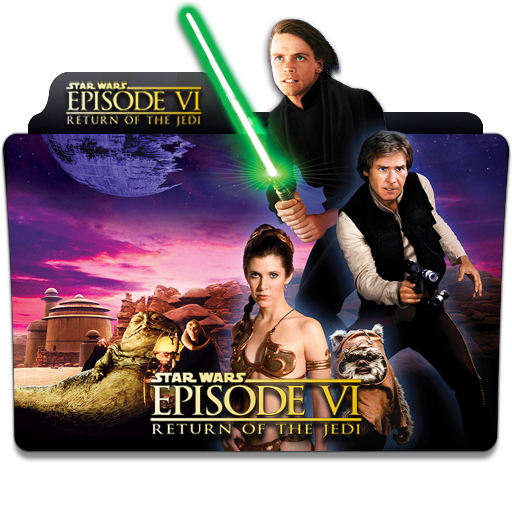 STAR WARS
EPISODE VI
RETURN OF THE JEDI
STAR WARS
EPISODE VI
RETURN OF THE JEDI